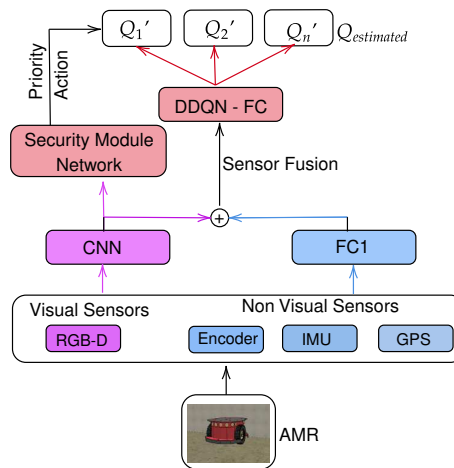 Q₁′ Q₂′ Qₙ′ Q_estimated
Priority
Action
DDQN - FC
Security Module
Network
Sensor Fusion
+
CNN
FC1
Visual Sensors
Non Visual Sensors
RGB-D
Encoder
IMU
GPS
AMR